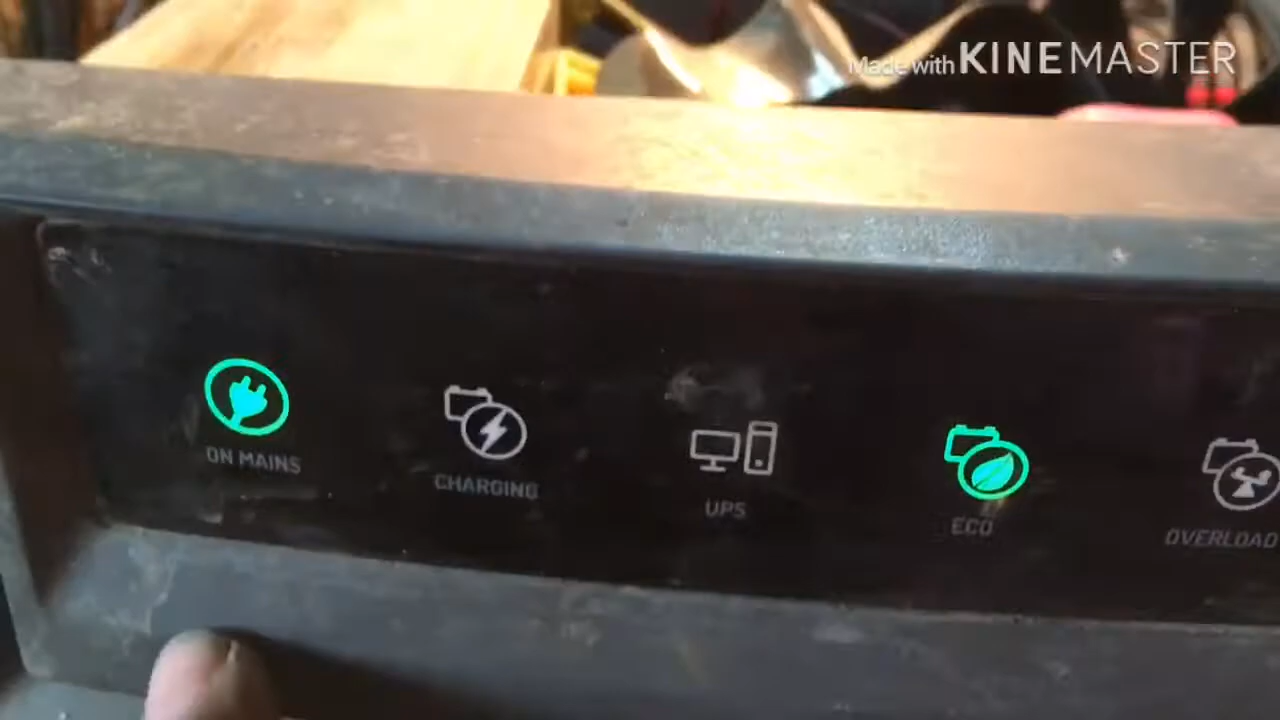 Made with KINEMASTER
ON MAINS
CHARGING
UPS
ECO
OVERLOAD